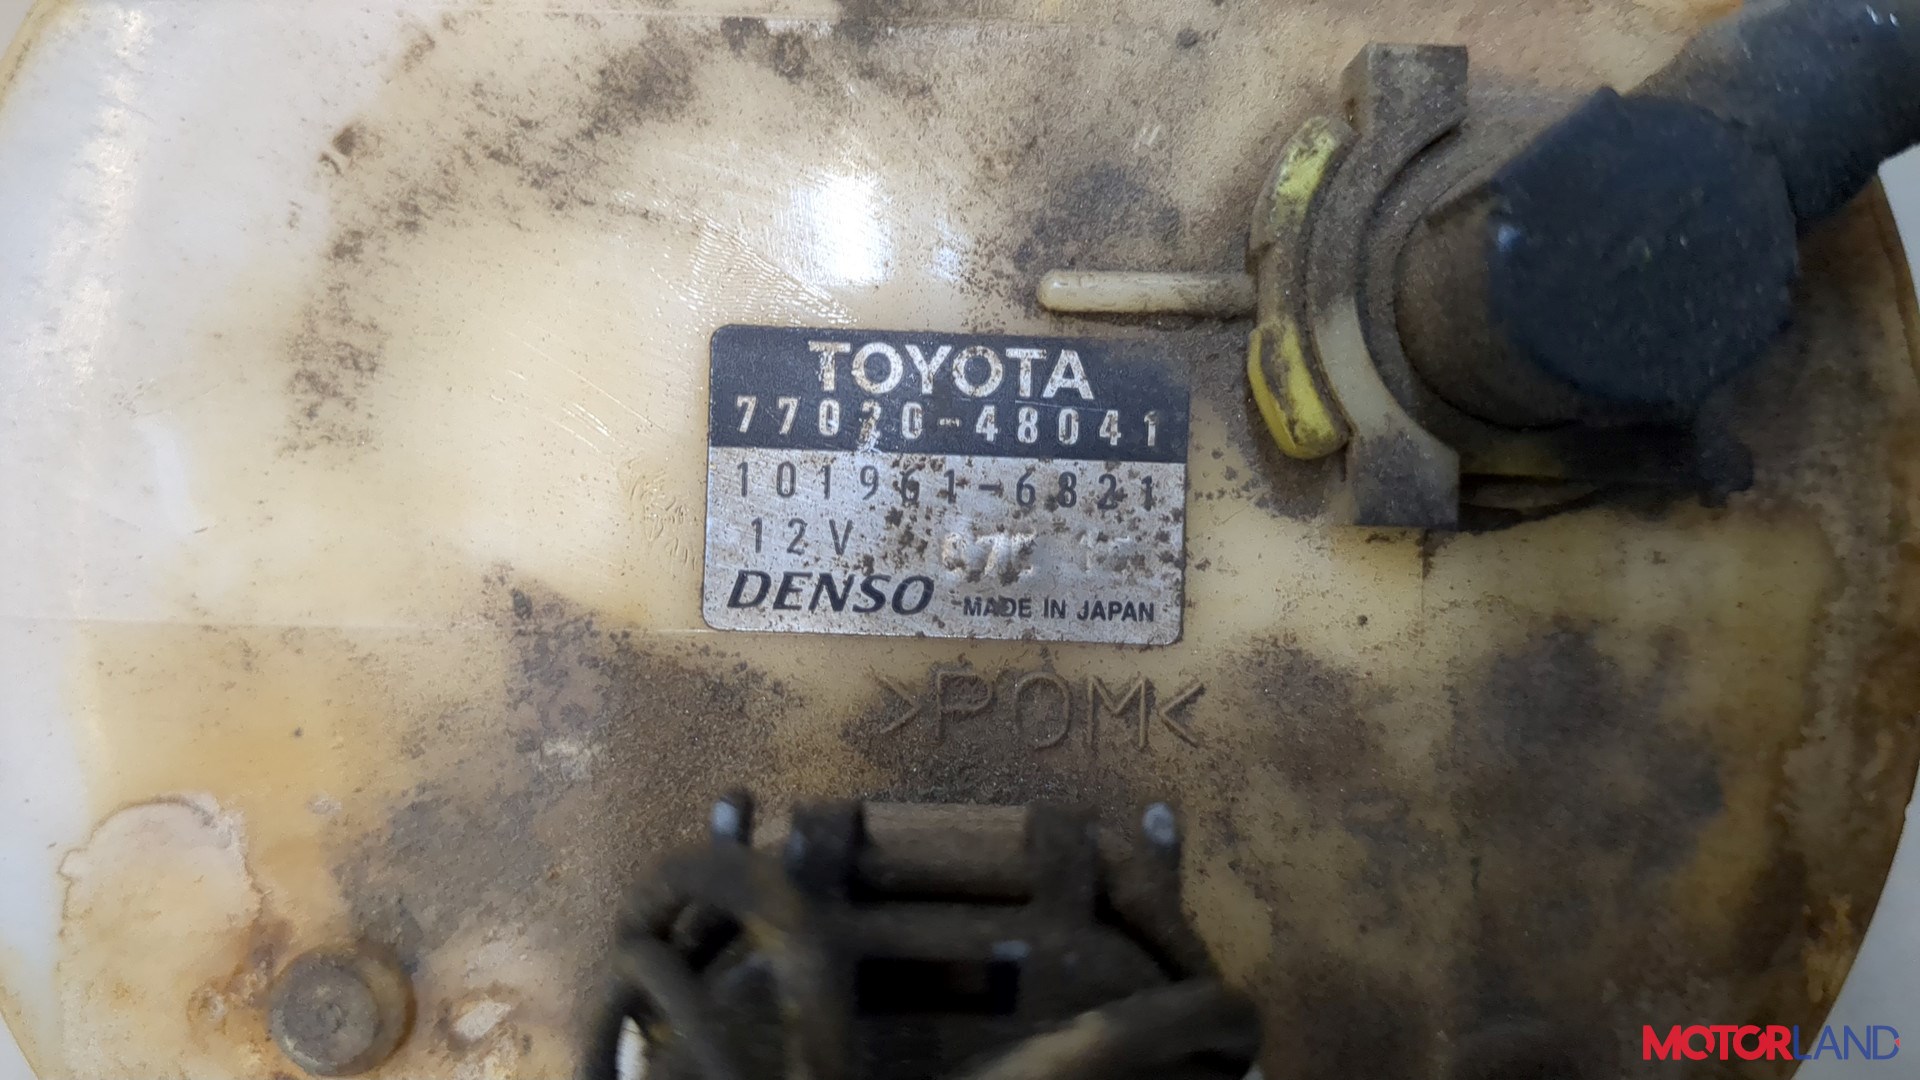 TOYOTA
77020-48041
101961-6821
12V
DENSO MADE IN JAPAN
>POM<
MOTORLAND